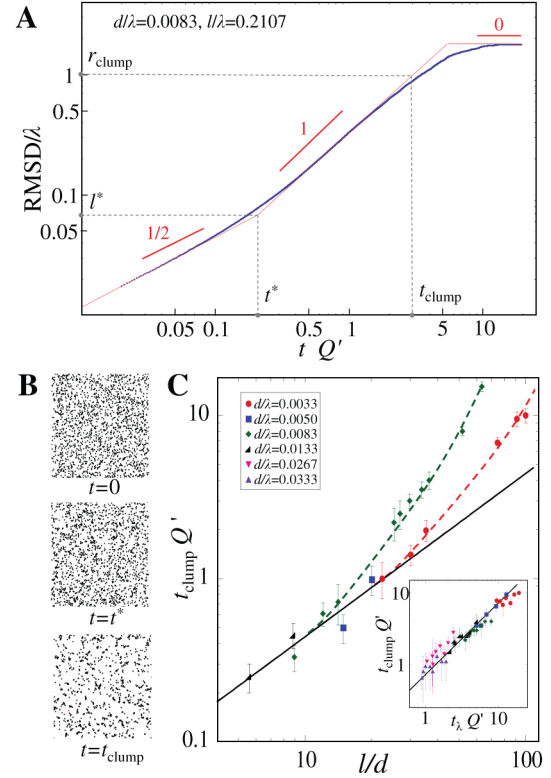 A
d/λ=0.0083, l/λ=0.2107
0
r_clump
1
0.5
1
RMSD/λ
l*
0.1
0.05
1/2
t*
t_clump
0.05
0.1
0.5
1
5
10
t Q'
B
t=0
t=t*
t=t_clump
C
10
d/λ=0.0033
d/λ=0.0050
d/λ=0.0083
d/λ=0.0133
d/λ=0.0267
d/λ=0.0333
t_clump Q'
1
0.1
10
100
l/d
10
t_clump Q'
1
1
10
t_λ Q'